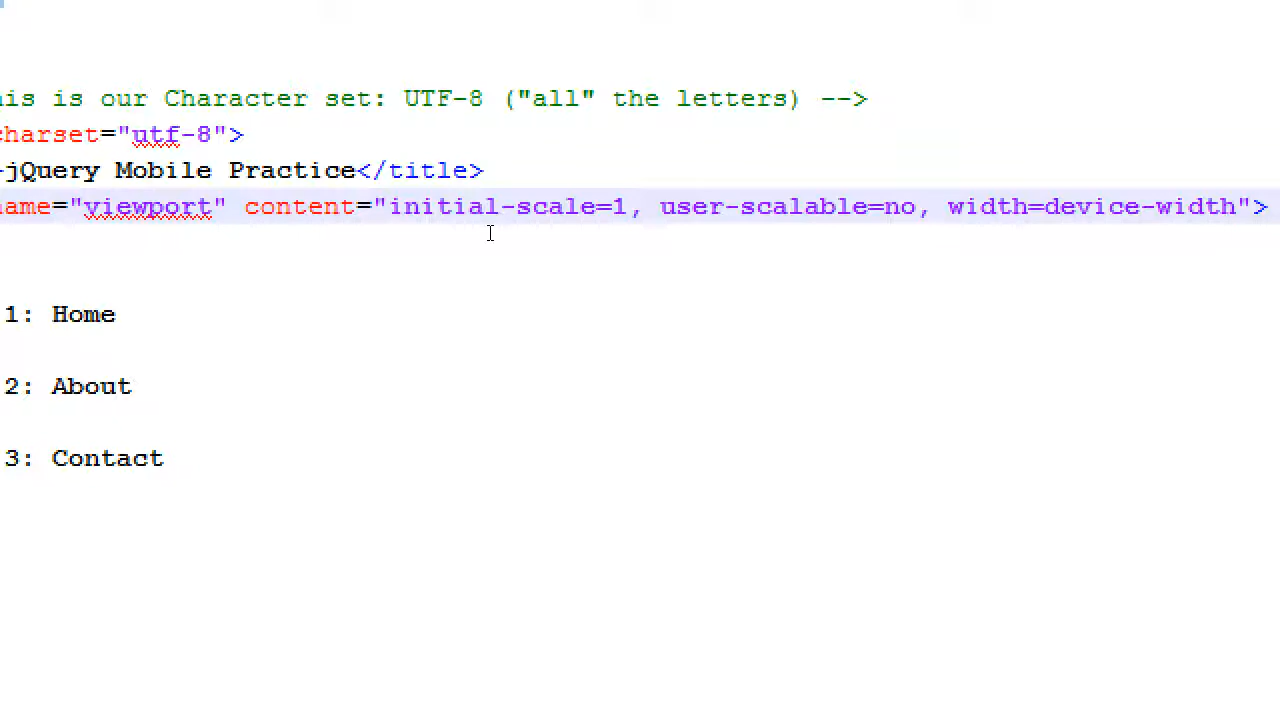 his is our Character set: UTF-8 ("all" the letters) -->
charset="utf-8">
>jQuery Mobile Practice</title>
name="viewport" content="initial-scale=1, user-scalable=no, width=device-width">
1: Home
2: About
3: Contact